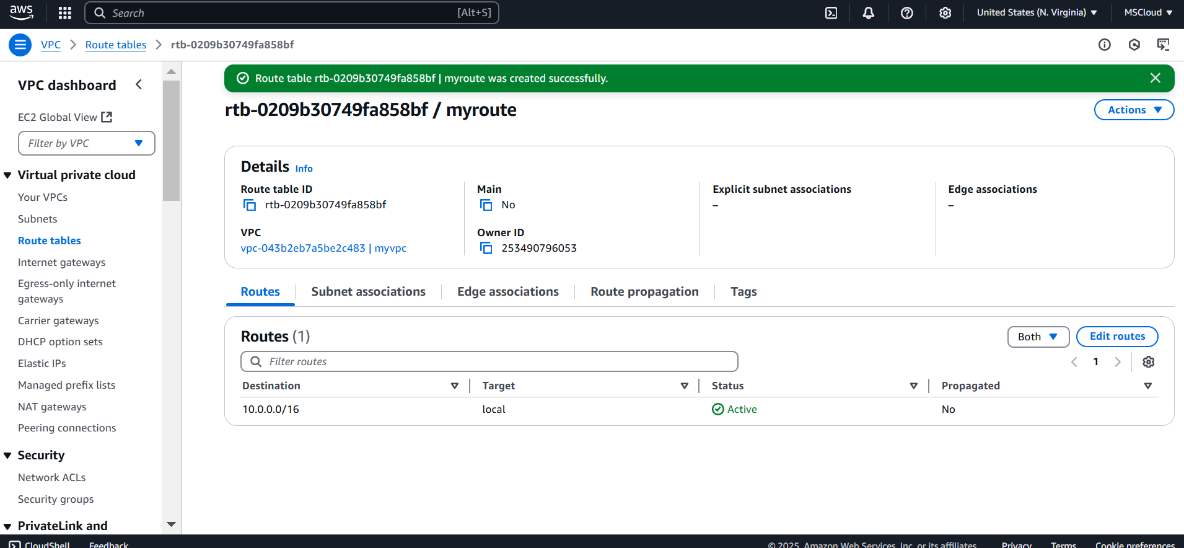 aws
Search [Alt+S]
United States (N. Virginia)
MSCloud
VPC > Route tables > rtb-0209b30749fa858bf
VPC dashboard
EC2 Global View
Filter by VPC
Virtual private cloud
Your VPCs
Subnets
Route tables
Internet gateways
Egress-only internet
gateways
Carrier gateways
DHCP option sets
Elastic IPs
Managed prefix lists
NAT gateways
Peering connections
Security
Network ACLs
Security groups
PrivateLink and
Route table rtb-0209b30749fa858bf | myroute was created successfully.
rtb-0209b30749fa858bf / myroute
Actions
Details Info
Route table ID
rtb-0209b30749fa858bf
Main
No
Explicit subnet associations
–
Edge associations
–
VPC
vpc-043b2eb7a5be2c483 | myvpc
Owner ID
253490796053
Routes
Subnet associations
Edge associations
Route propagation
Tags
Routes (1)
Both
Edit routes
Filter routes
1
Destination Target Status Propagated
10.0.0.0/16 local Active No
CloudShell Feedback © 2025, Amazon Web Services, Inc. or its affiliates. Privacy Terms Cookie preferences